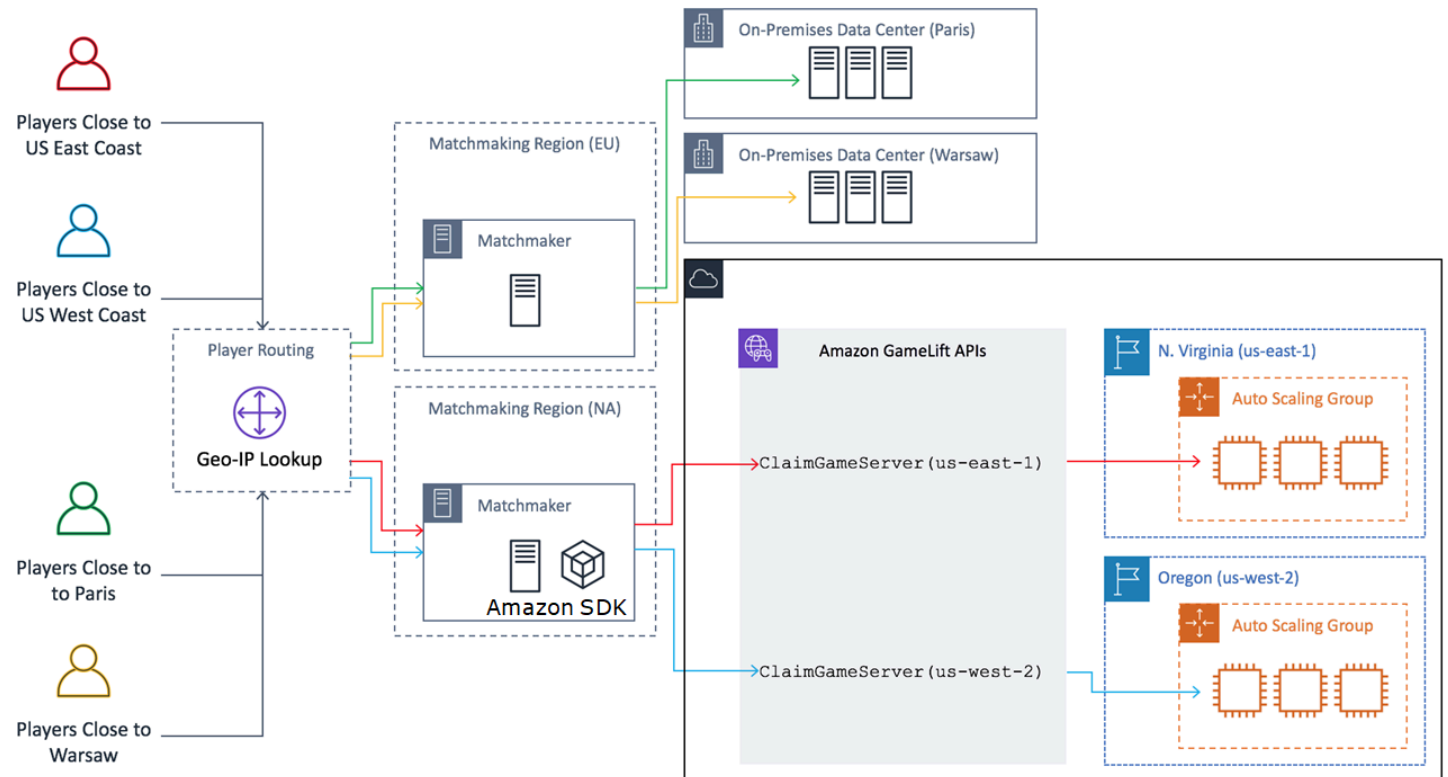 Players Close to
US East Coast
Players Close to
US West Coast
Player Routing
Geo-IP Lookup
Players Close to
to Paris
Players Close to
Warsaw
Matchmaking Region (EU)
Matchmaker
Matchmaking Region (NA)
Matchmaker
Amazon SDK
On-Premises Data Center (Paris)
On-Premises Data Center (Warsaw)
Amazon GameLift APIs
ClaimGameServer(us-east-1)
ClaimGameServer(us-west-2)
N. Virginia (us-east-1)
Auto Scaling Group
Oregon (us-west-2)
Auto Scaling Group